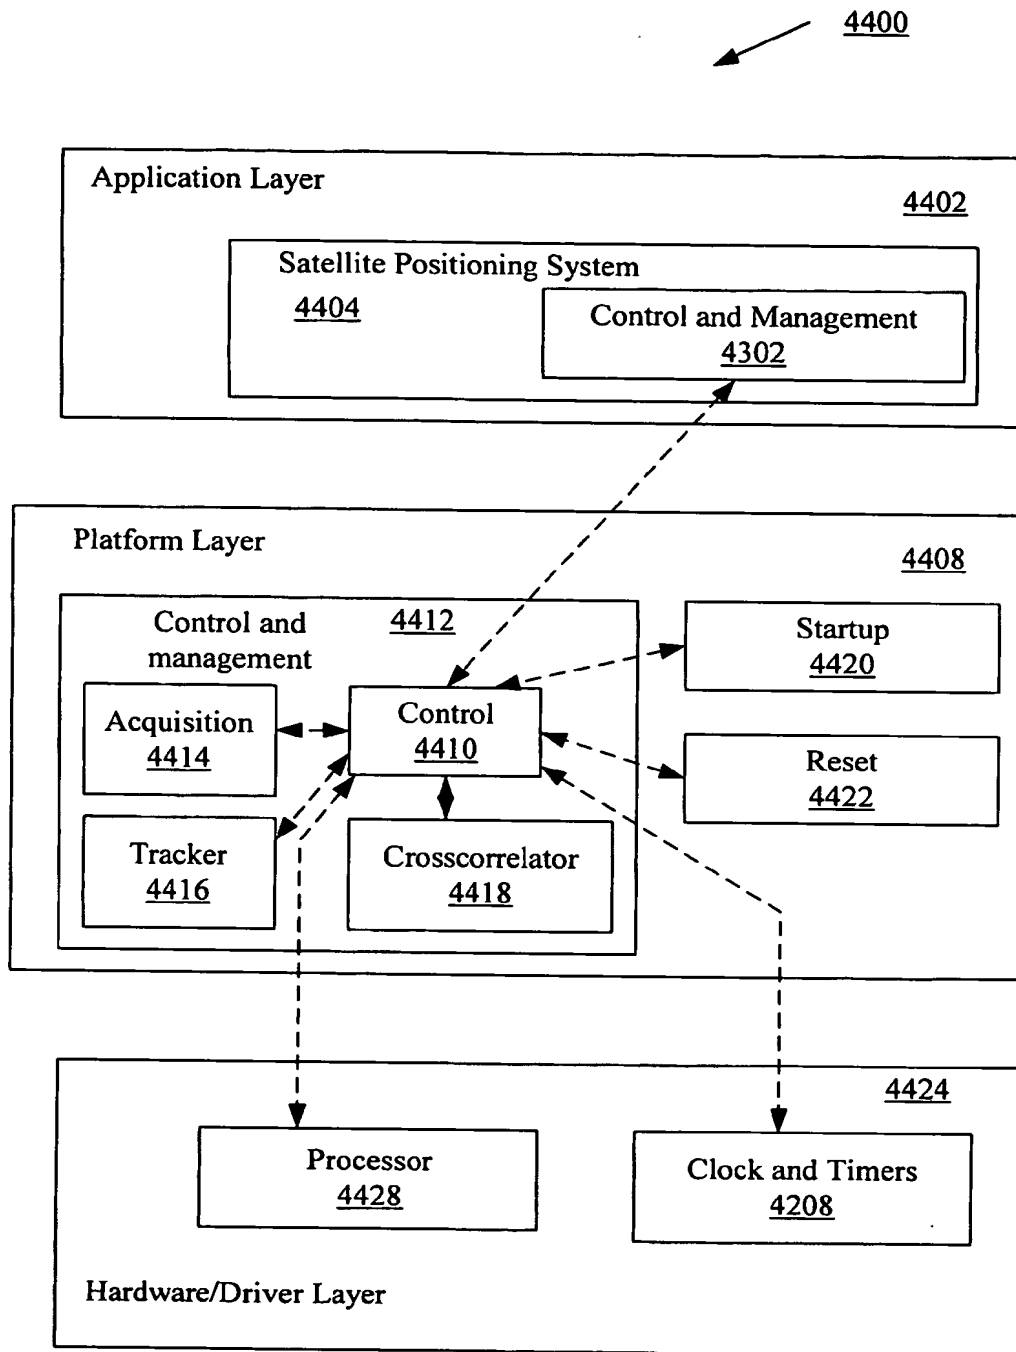 4400
Application Layer
4402
Satellite Positioning System
4404
Control and Management
4302
Platform Layer
4408
Control and
management
4412
Startup
4420
Acquisition
4414
Control
4410
Reset
4422
Tracker
4416
Crosscorrelator
4418
4424
Processor
4428
Clock and Timers
4208
Hardware/Driver Layer